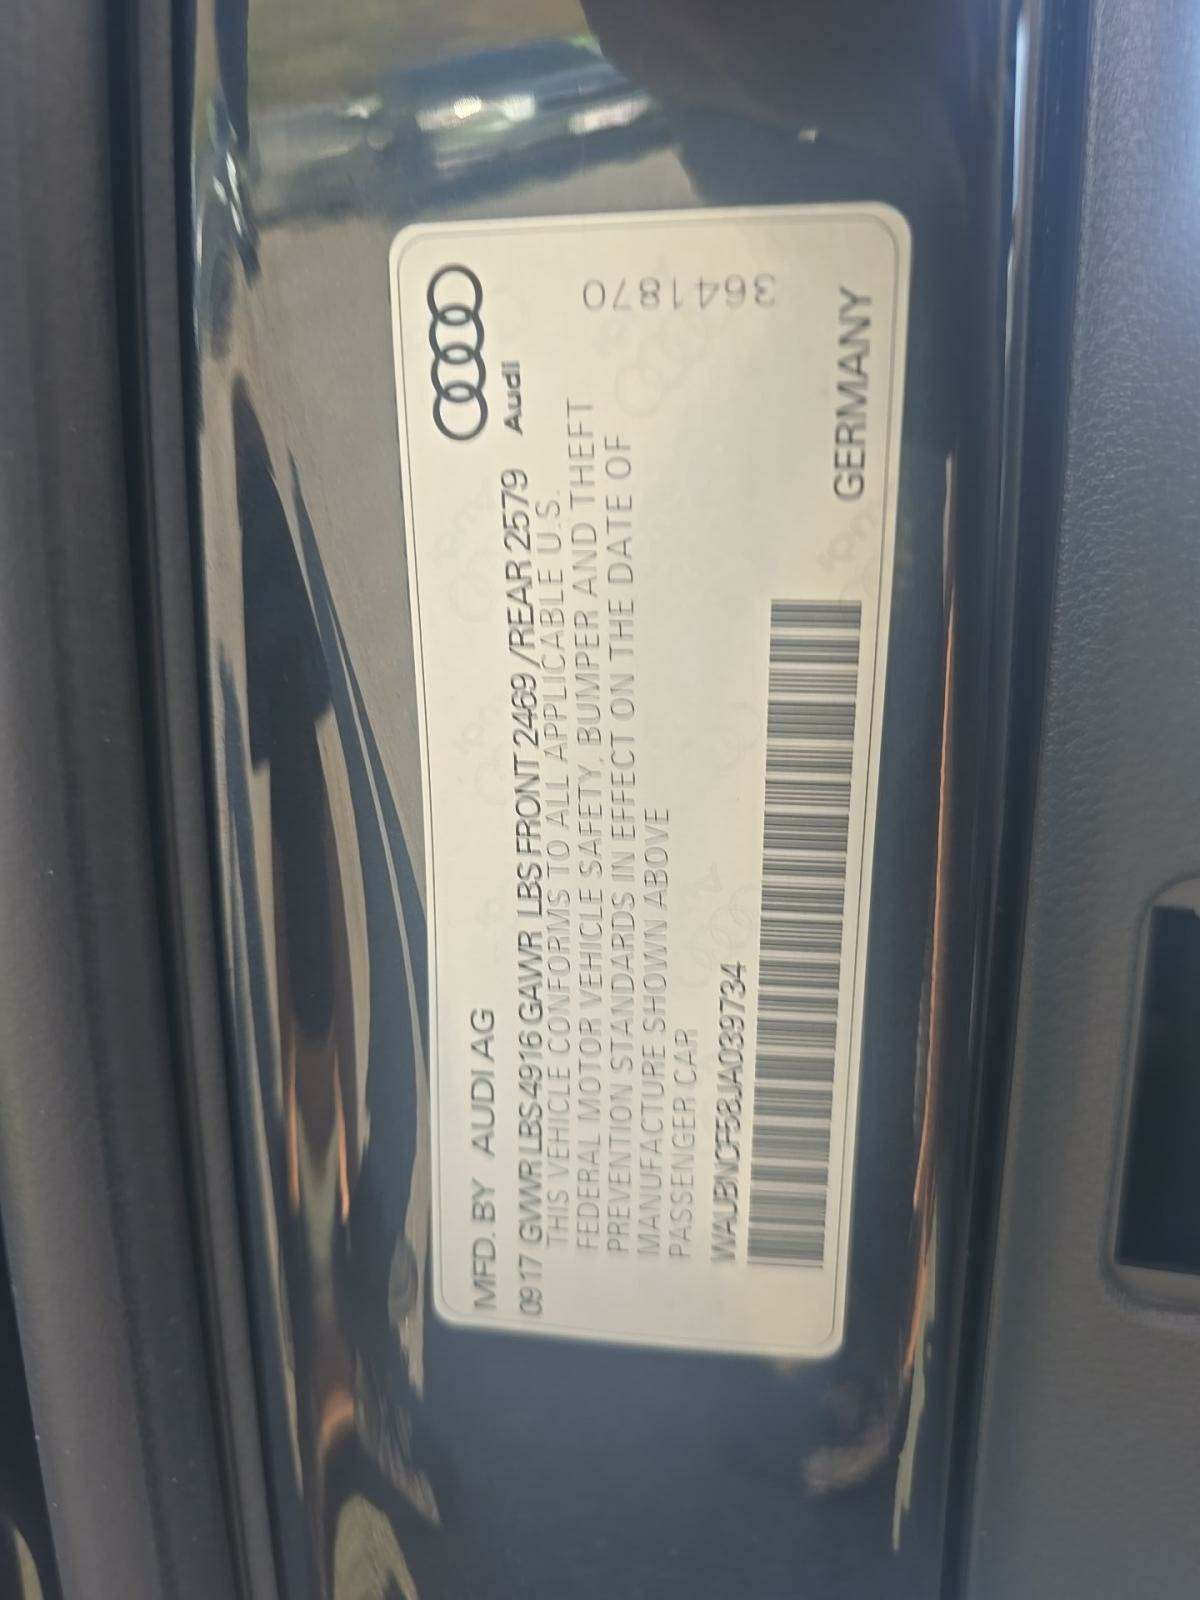 MFD. BY AUDI AG
Audi
0917 GVWR LBS 4916 GAWR LBS FRONT 2469 / REAR 2579
THIS VEHICLE CONFORMS TO ALL APPLICABLE U.S.
FEDERAL MOTOR VEHICLE SAFETY, BUMPER AND THEFT
PREVENTION STANDARDS IN EFFECT ON THE DATE OF
MANUFACTURE SHOWN ABOVE
PASSENGER CAR
3641870
WAUBNCF58JA039734
GERMANY